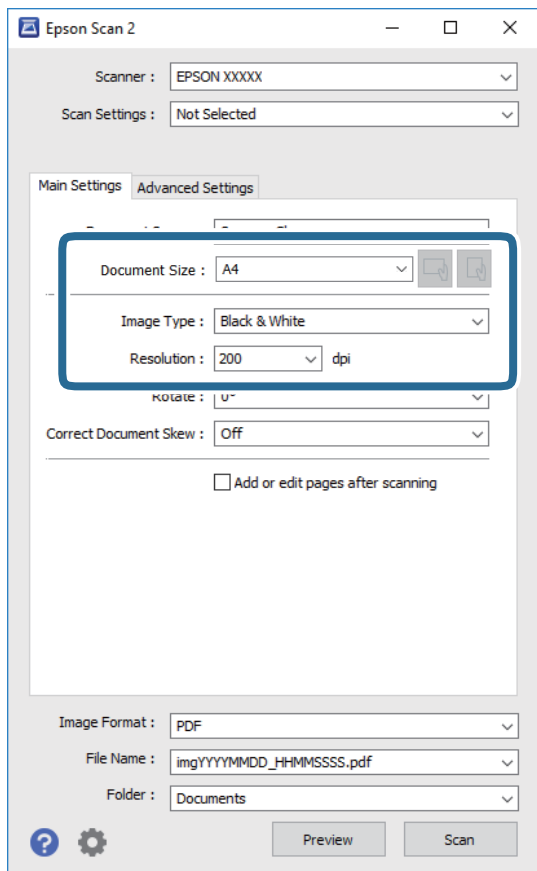 Epson Scan 2
Scanner : EPSON XXXXX
Scan Settings : Not Selected
Main Settings Advanced Settings
Document Size : A4
Image Type : Black & White
Resolution : 200 dpi
Rotate : 0°
Correct Document Skew : Off
Add or edit pages after scanning
Image Format : PDF
File Name : imgYYYYMMDD_HHMMSSSS.pdf
Folder : Documents
? Preview Scan